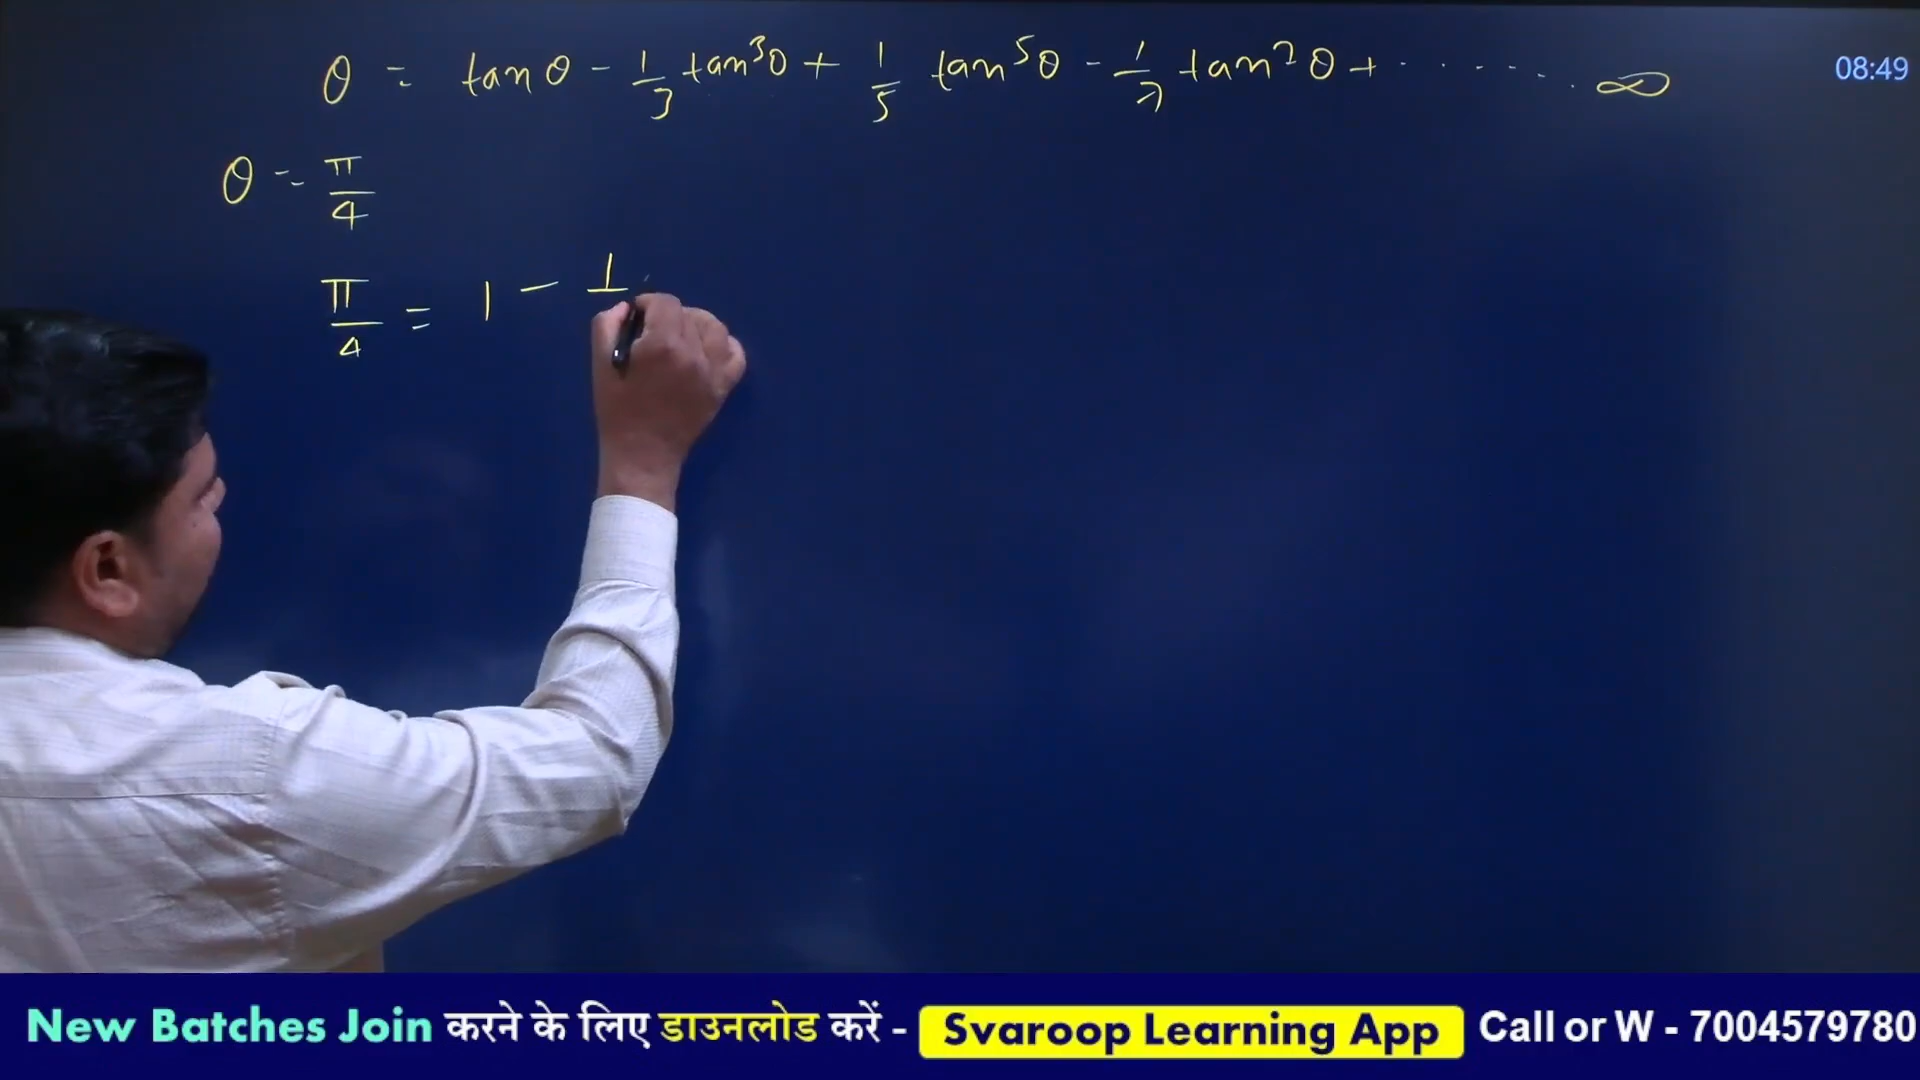 θ = tan θ - 1/3 tan³θ + 1/5 tan⁵θ - 1/7 tan⁷θ + ....... ∞
08:49
θ = π/4
π/4 = 1 - 1
New Batches Join करने के लिए डाउनलोड करें - Svaroop Learning App Call or W - 7004579780